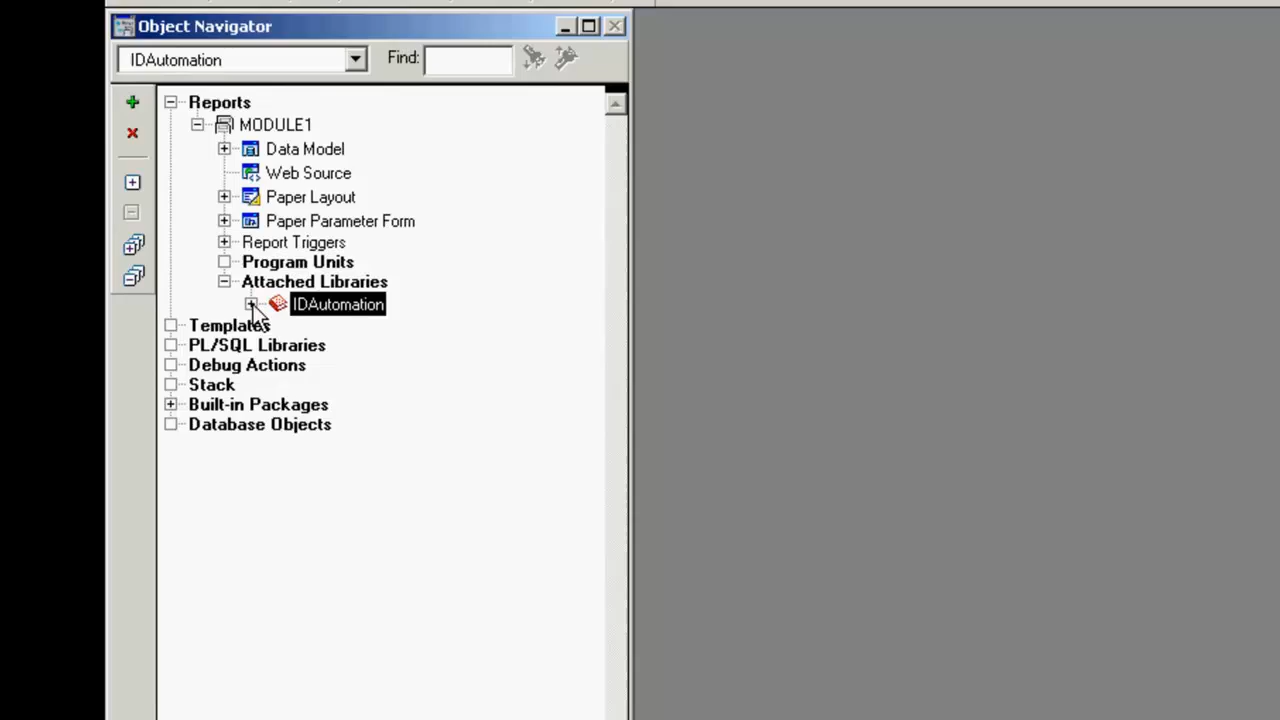 Object Navigator
IDAutomation Find:
Reports
MODULE1
Data Model
Web Source
Paper Layout
Paper Parameter Form
Report Triggers
Program Units
Attached Libraries
IDAutomation
Templates
PL/SQL Libraries
Debug Actions
Stack
Built-in Packages
Database Objects